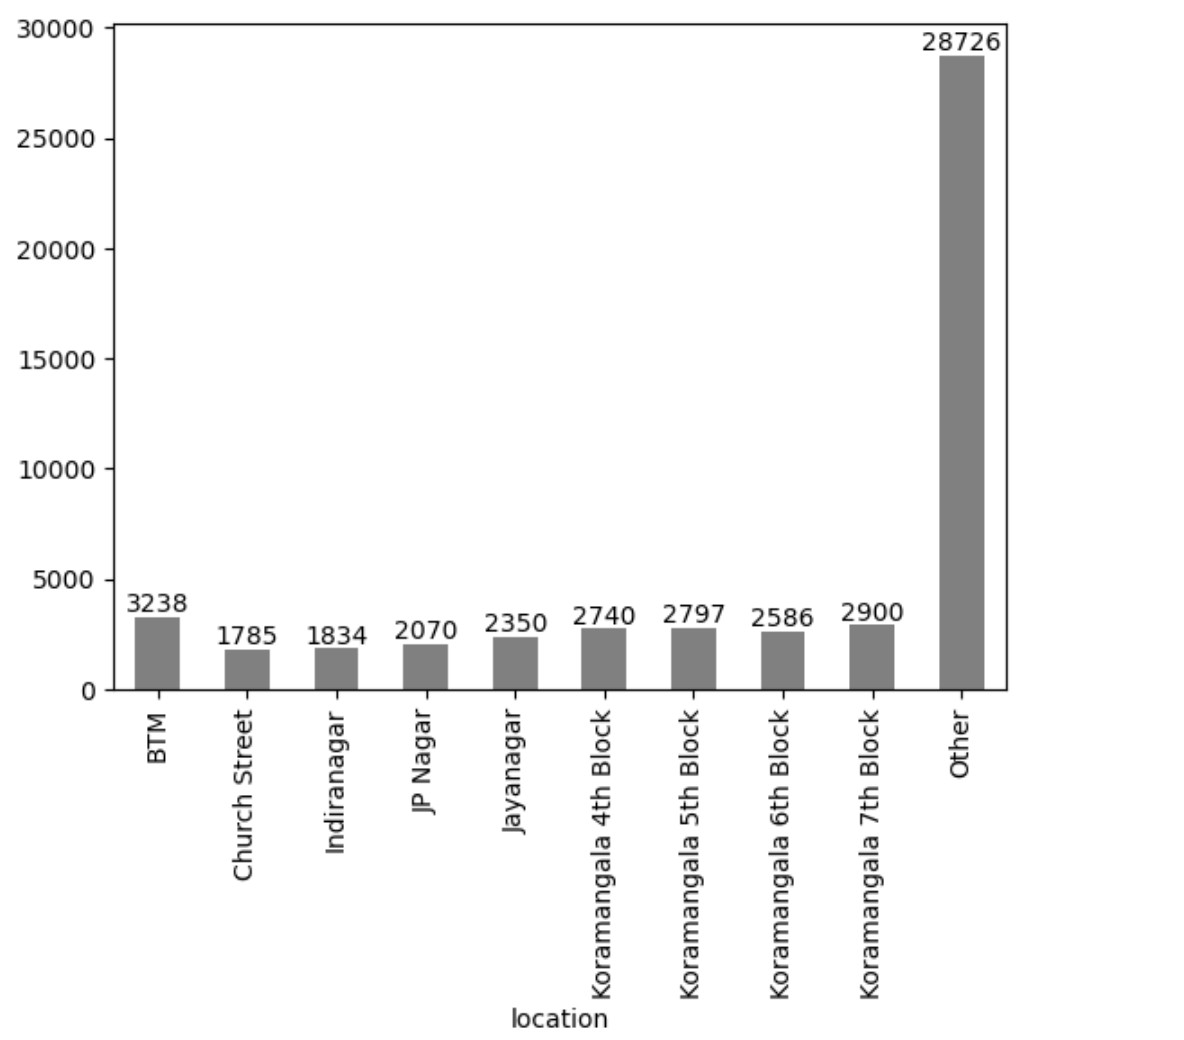 30000
25000
20000
15000
10000
5000
0
3238
1785
1834
2070
2350
2740
2797
2586
2900
28726
BTM
Church Street
Indiranagar
JP Nagar
Jayanagar
Koramangala 4th Block
Koramangala 5th Block
Koramangala 6th Block
Koramangala 7th Block
Other
location